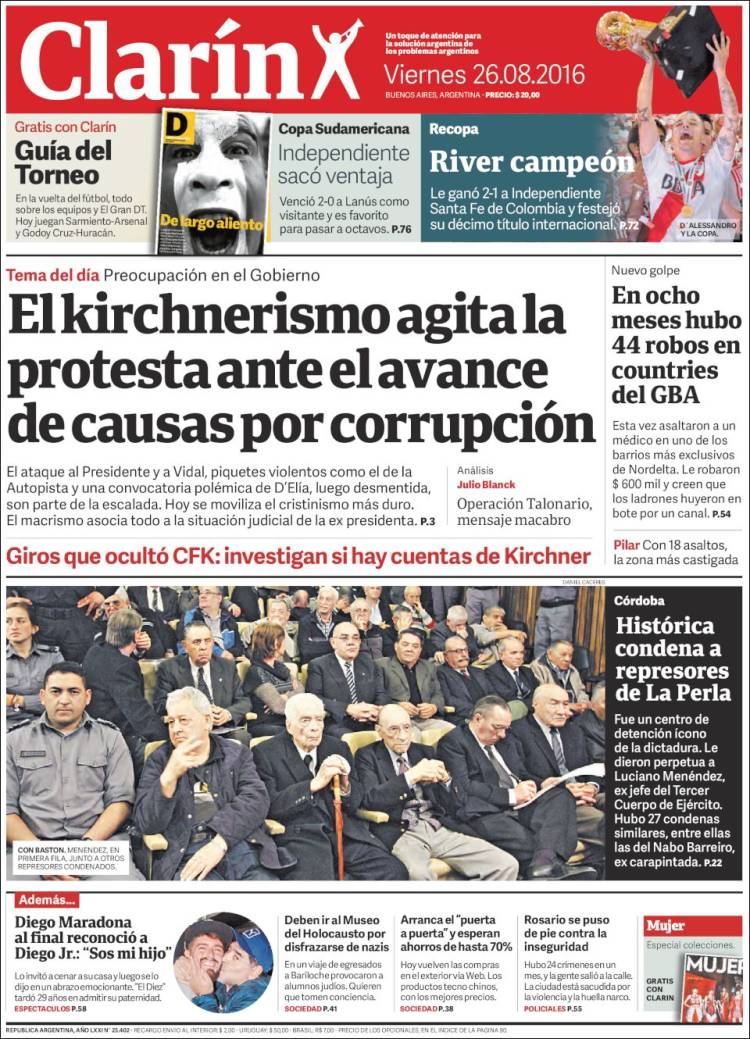 Clarín
Un toque de atención para
la solución argentina de
los problemas argentinos
Viernes 26.08.2016
BUENOS AIRES, ARGENTINA - PRECIO: $ 20,00
Gratis con Clarín
Guía del
Torneo
En la vuelta del fútbol, todo
sobre los equipos y El Gran DT.
Hoy juegan Sarmiento-Arsenal
y Godoy Cruz-Huracán.
D
De largo aliento
Copa Sudamericana
Independiente
sacó ventaja
Venció 2-0 a Lanús como
visitante y es favorito
para pasar a octavos. P.76
Recopa
River campeón
Le ganó 2-1 a Independiente
Santa Fe de Colombia y festejó
su décimo título internacional. P.72
BBVA
D´ALESSANDRO
Y LA COPA.
Tema del día Preocupación en el Gobierno
El kirchnerismo agita la
protesta ante el avance
de causas por corrupción
El ataque al Presidente y a Vidal, piquetes violentos como el de la
Autopista y una convocatoria polémica de D’Elía, luego desmentida,
son parte de la escalada. Hoy se moviliza el cristinismo más duro.
El macrismo asocia todo a la situación judicial de la ex presidenta. P.3
Análisis
Julio Blanck
Operación Talonario,
mensaje macabro
Giros que ocultó CFK: investigan si hay cuentas de Kirchner
Nuevo golpe
En ocho
meses hubo
44 robos en
countries
del GBA
Esta vez asaltaron a un
médico en uno de los
barrios más exclusivos
de Nordelta. Le robaron
$ 600 mil y creen que
los ladrones huyeron en
bote por un canal. P.54
Pilar Con 18 asaltos,
la zona más castigada
DANIEL CACERES
CON BASTON. MENENDEZ, EN
PRIMERA FILA, JUNTO A OTROS
REPRESORES CONDENADOS.
Córdoba
Histórica
condena a
represores
de La Perla
Fue un centro de
detención ícono
de la dictadura. Le
dieron perpetua a
Luciano Menéndez,
ex jefe del Tercer
Cuerpo de Ejército.
Hubo 27 condenas
similares, entre ellas
las del Nabo Barreiro,
ex carapintada. P.22
Además...
Diego Maradona
al final reconoció a
Diego Jr.: “Sos mi hijo”
Lo invitó a cenar a su casa y luego se lo
dijo en un abrazo emocionante. “El Diez”
tardó 29 años en admitir su paternidad.
ESPECTACULOS P.58
Deben ir al Museo
del Holocausto por
disfrazarse de nazis
En un viaje de egresados
a Bariloche provocaron a
alumnos judíos. Quieren
que tomen conciencia.
SOCIEDAD P.41
Arranca el “puerta
a puerta” y esperan
ahorros de hasta 70%
Hoy vuelven las compras
en el exterior vía Web. Los
productos tecno chinos,
con los mejores precios.
SOCIEDAD P.38
Rosario se puso
de pie contra la
inseguridad
Hubo 24 crímenes en un
mes, y la gente salió a la calle.
La ciudad está sacudida por
la violencia y la huella narco.
POLICIALES P.55
Mujer
Especial colecciones.
GRATIS
CON
CLARIN
MUJER
REPUBLICA ARGENTINA, AÑO LXXI N° 25.402 - RECARGO ENVIO AL INTERIOR: $ 2,00 - URUGUAY: $ 50,00 - BRASIL: R$ 7,00 - PRECIO DE LOS OPCIONALES, EN EL INDICE DE LA PAGINA 90.